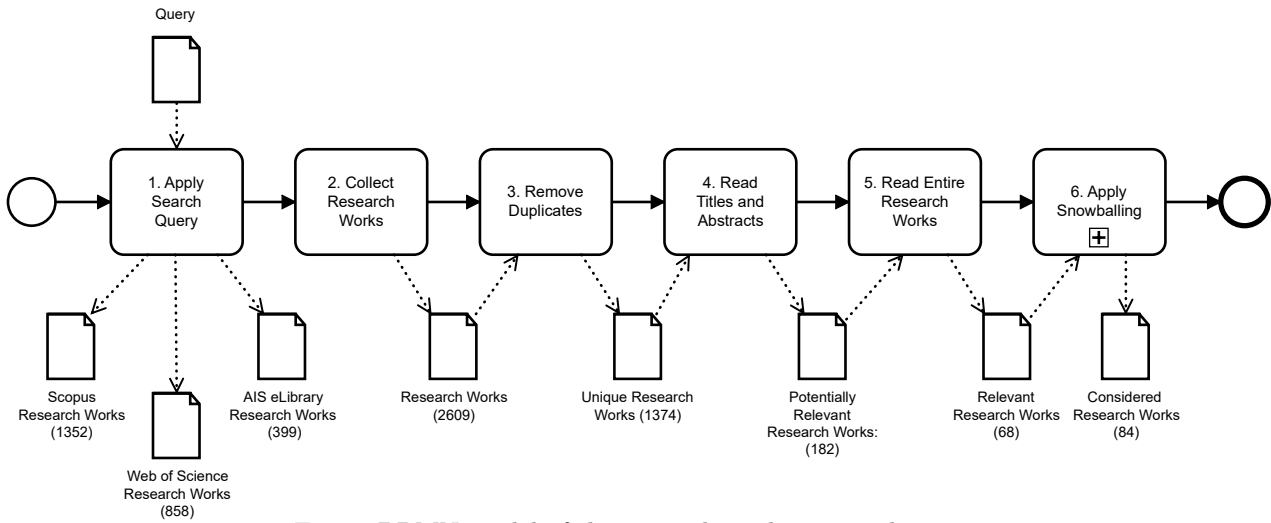 Query
1. Apply
Search
Query
2. Collect
Research
Works
3. Remove
Duplicates
4. Read
Titles and
Abstracts
5. Read Entire
Research
Works
6. Apply
Snowballing
Scopus
Research Works
(1352)
Web of Science
Research Works
(858)
AIS eLibrary
Research Works
(399)
Research Works
(2609)
Unique Research
Works (1374)
Potentially
Relevant
Research Works:
(182)
Relevant
Research Works
(68)
Considered
Research Works
(84)